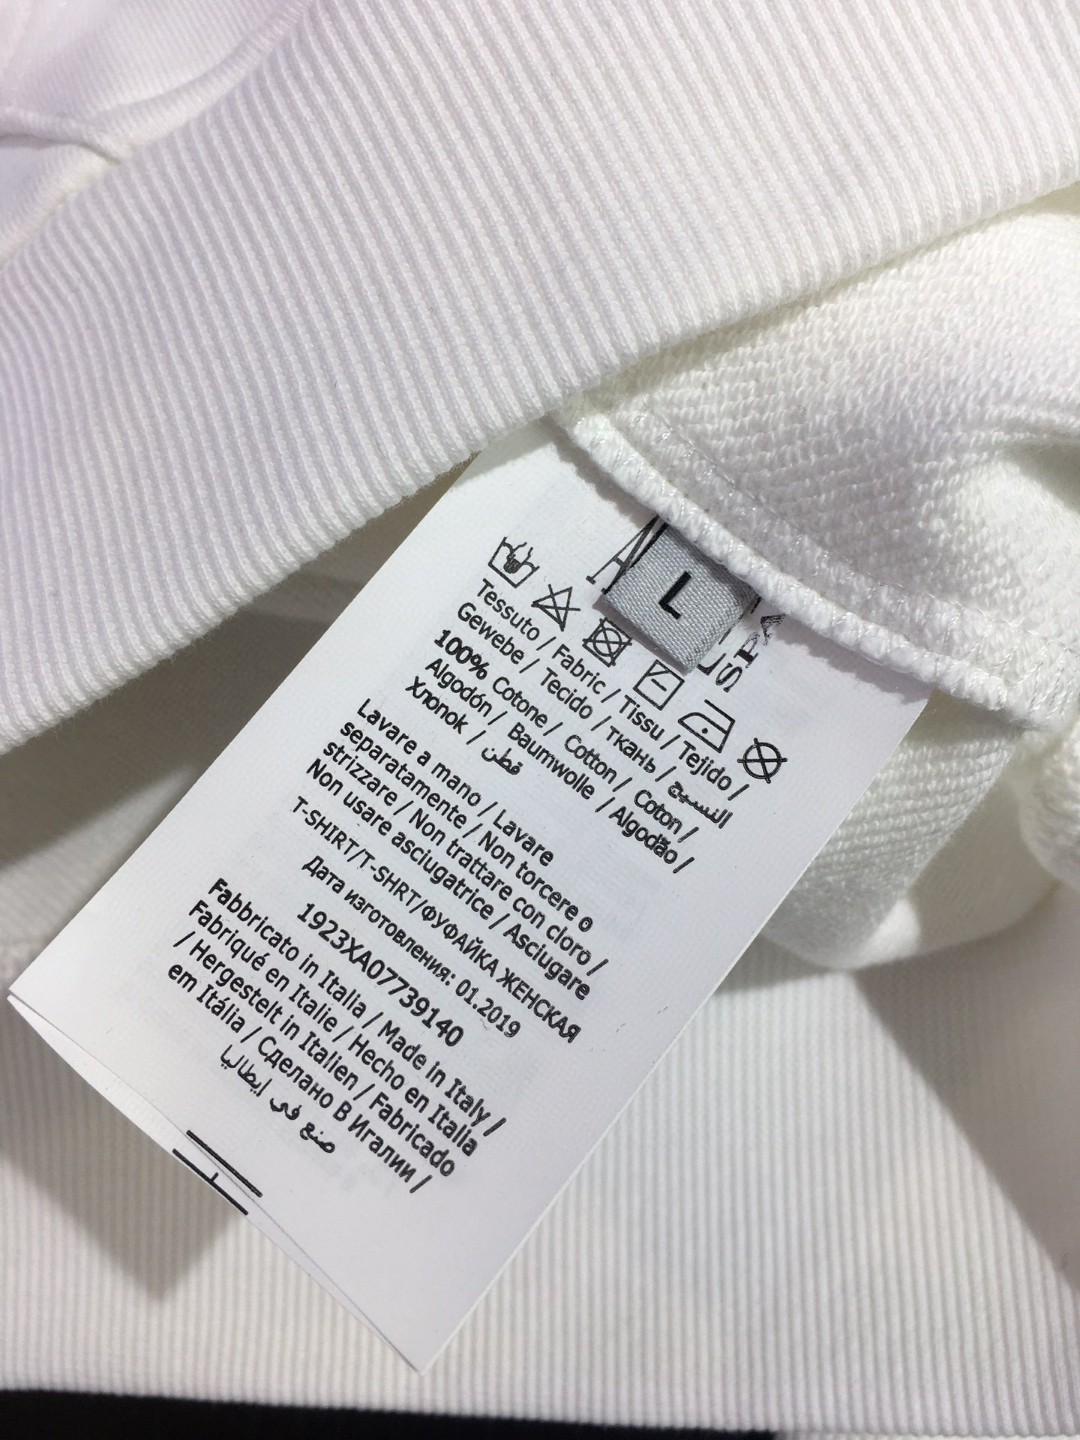 L
Tessuto / Fabric / Tissu / Tejido /
Gewebe / Tecido / ткань / النسيج
100% Cotone / Cotton / Coton /
Algodón / Baumwolle / Algodão /
Хлопок / قطن
Lavare a mano / Lavare
separatamente / Non torcere o
strizzare / Non trattare con cloro /
Non usare asciugatrice / Asciugare
T-SHIRT/T-SHRT/ФУФАЙКА ЖЕНСКАЯ
Дата изготовления: 01.2019
1923XA07739140
Fabbricato in Italia / Made in Italy /
Fabriqué en Italie / Hecho en Italia
/ Hergestelt in Italien / Fabricado
em Itália / Сделано В Игалии /
صنع في إيطاليا